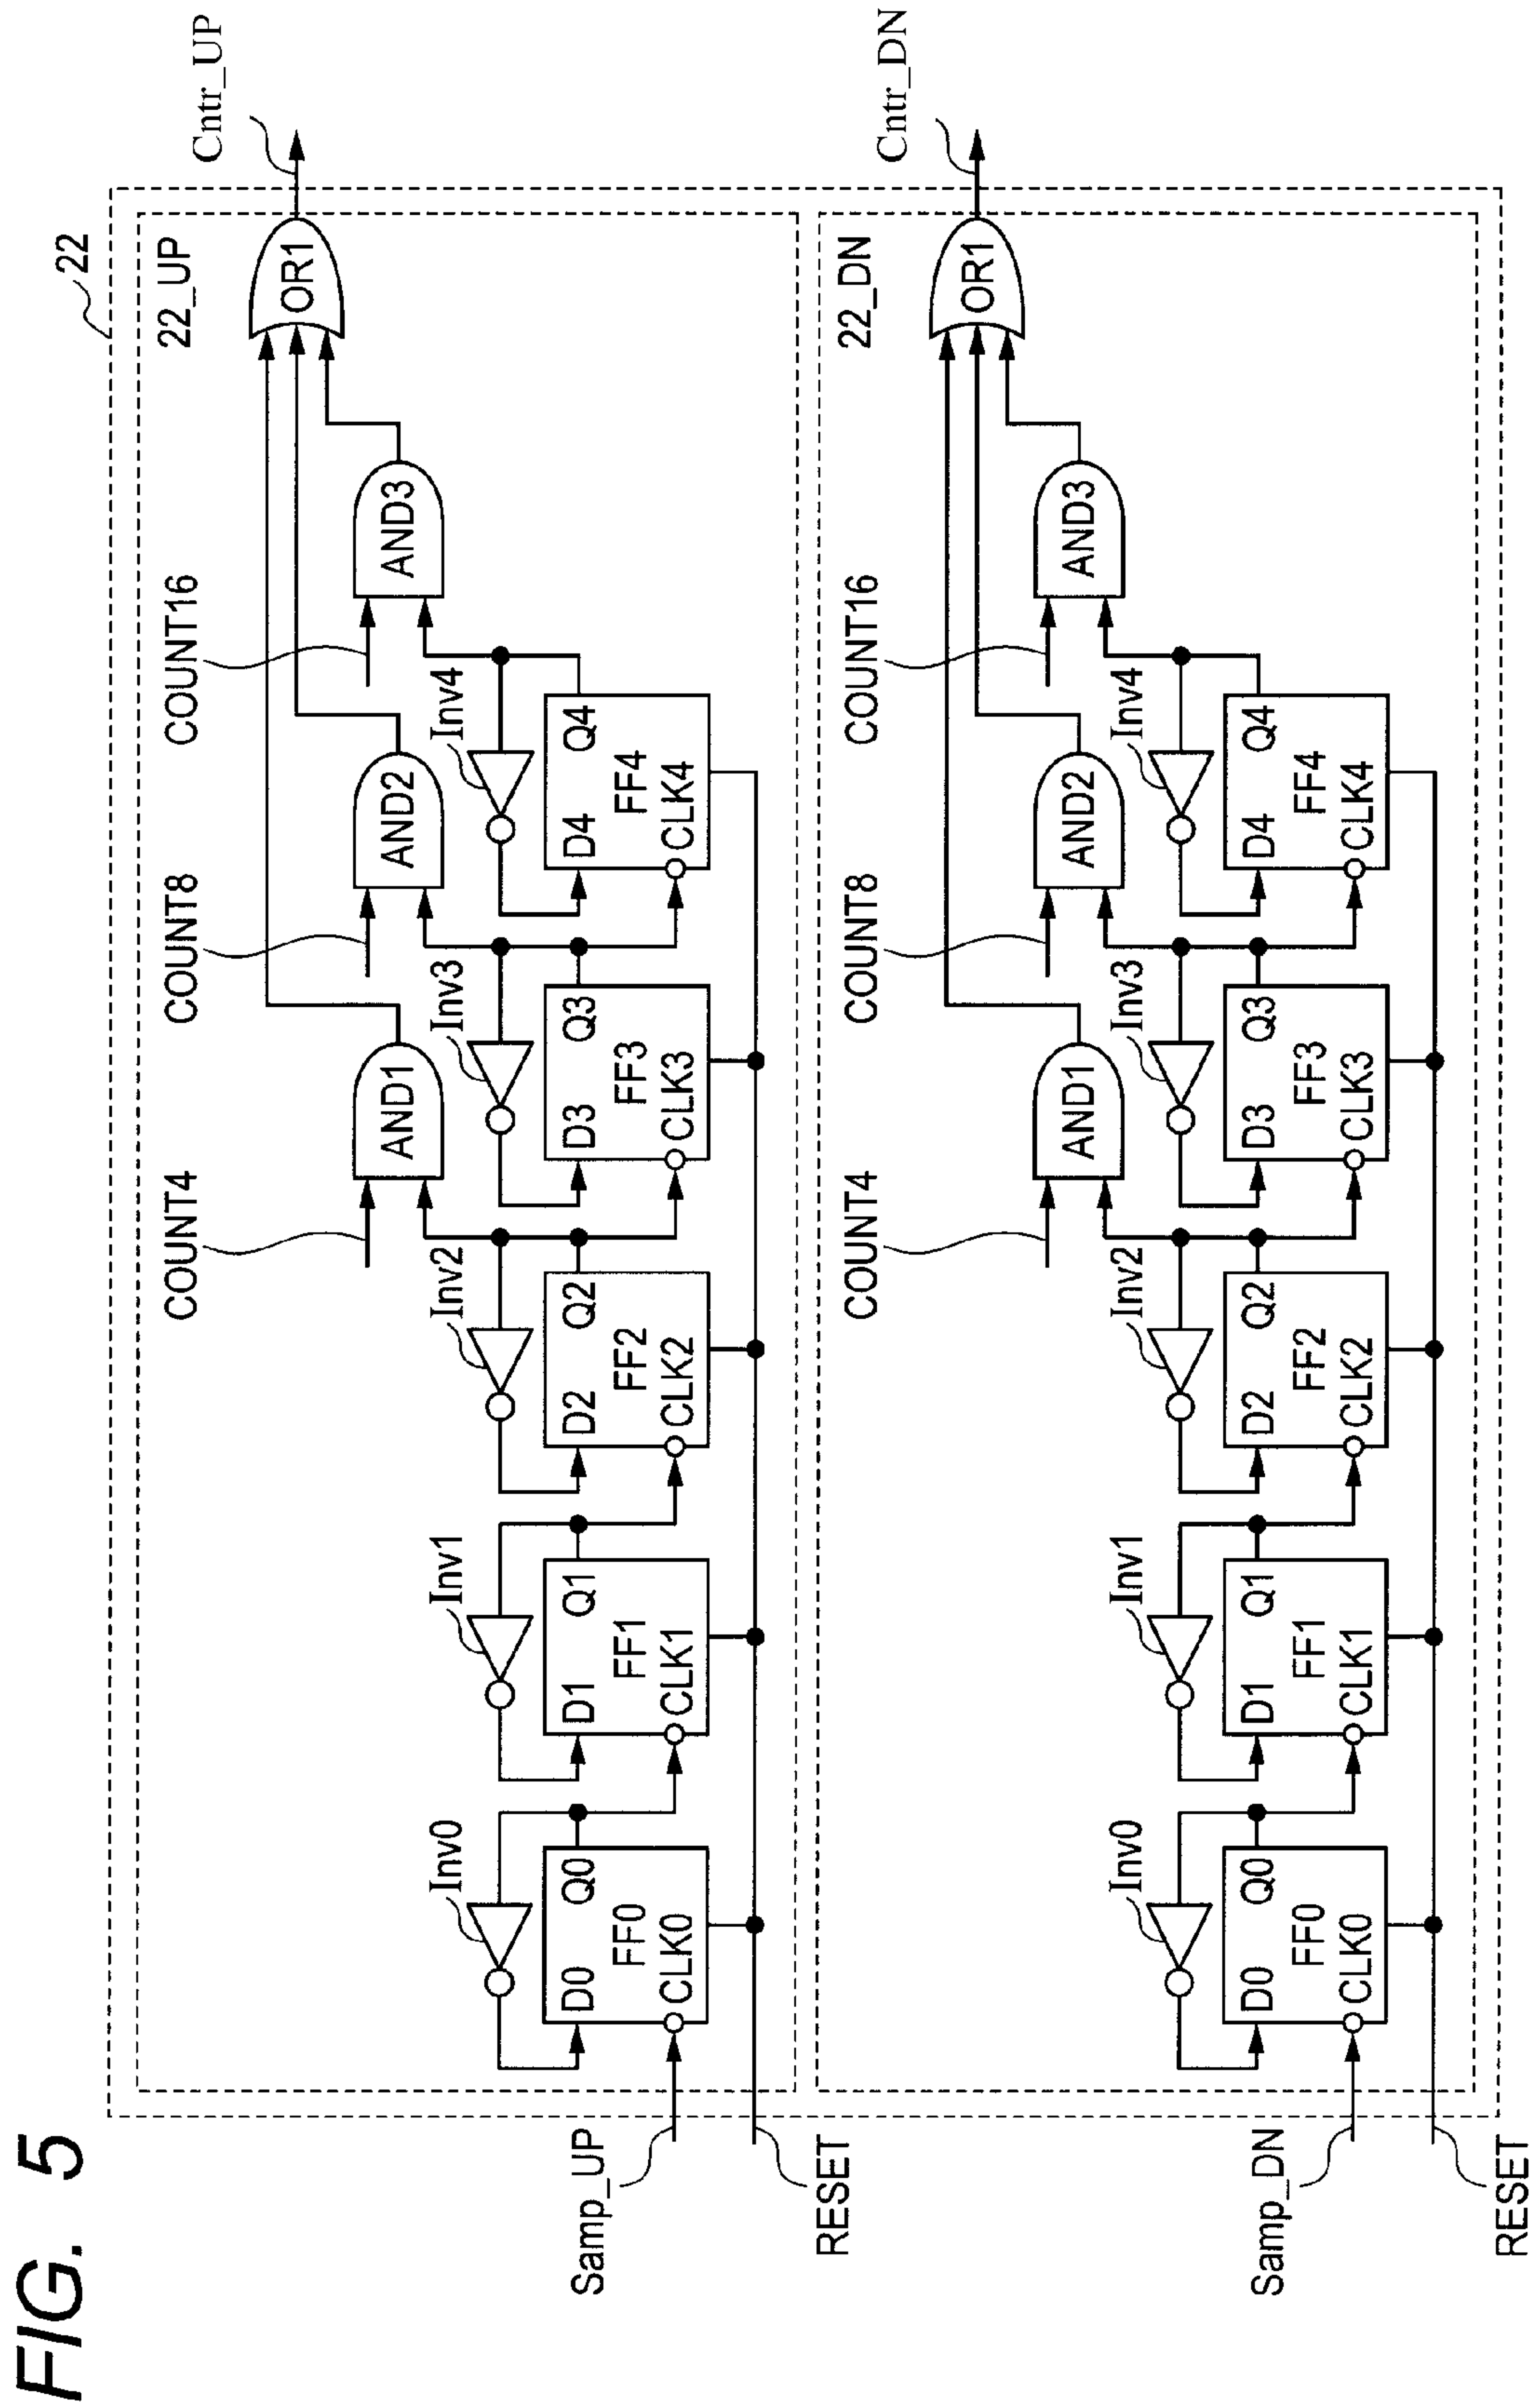 FIG. 5
22
22_UP
COUNT4
COUNT8
COUNT16
Cntr_UP
AND1
AND2
AND3
OR1
Inv0
Inv1
Inv2
Inv3
Inv4
D0 Q0
FF0
CLK0
D1 Q1
FF1
CLK1
D2 Q2
FF2
CLK2
D3 Q3
FF3
CLK3
D4 Q4
FF4
CLK4
Samp_UP
RESET
22_DN
COUNT4
COUNT8
COUNT16
Cntr_DN
AND1
AND2
AND3
OR1
Inv0
Inv1
Inv2
Inv3
Inv4
D0 Q0
FF0
CLK0
D1 Q1
FF1
CLK1
D2 Q2
FF2
CLK2
D3 Q3
FF3
CLK3
D4 Q4
FF4
CLK4
Samp_DN
RESET